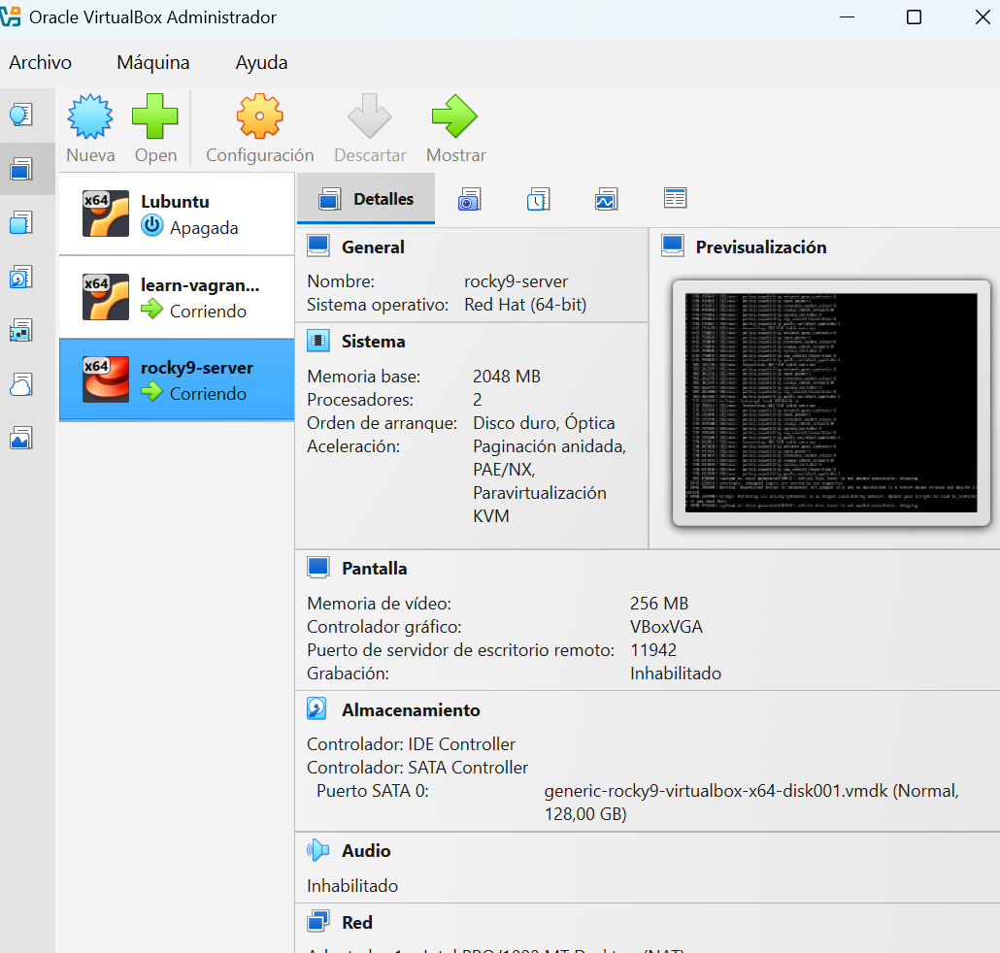 Oracle VirtualBox Administrador
Archivo Máquina Ayuda
Nueva Open Configuración Descartar Mostrar
x64 Lubuntu
Apagada
x64 learn-vagran...
Corriendo
x64 rocky9-server
Corriendo
Detalles
General
Nombre: rocky9-server
Sistema operativo: Red Hat (64-bit)
Sistema
Memoria base: 2048 MB
Procesadores: 2
Orden de arranque: Disco duro, Óptica
Aceleración: Paginación anidada,
PAE/NX,
Paravirtualización
KVM
Previsualización
Pantalla
Memoria de vídeo: 256 MB
Controlador gráfico: VBoxVGA
Puerto de servidor de escritorio remoto: 11942
Grabación: Inhabilitado
Almacenamiento
Controlador: IDE Controller
Controlador: SATA Controller
Puerto SATA 0: generic-rocky9-virtualbox-x64-disk001.vmdk (Normal,
128,00 GB)
Audio
Inhabilitado
Red